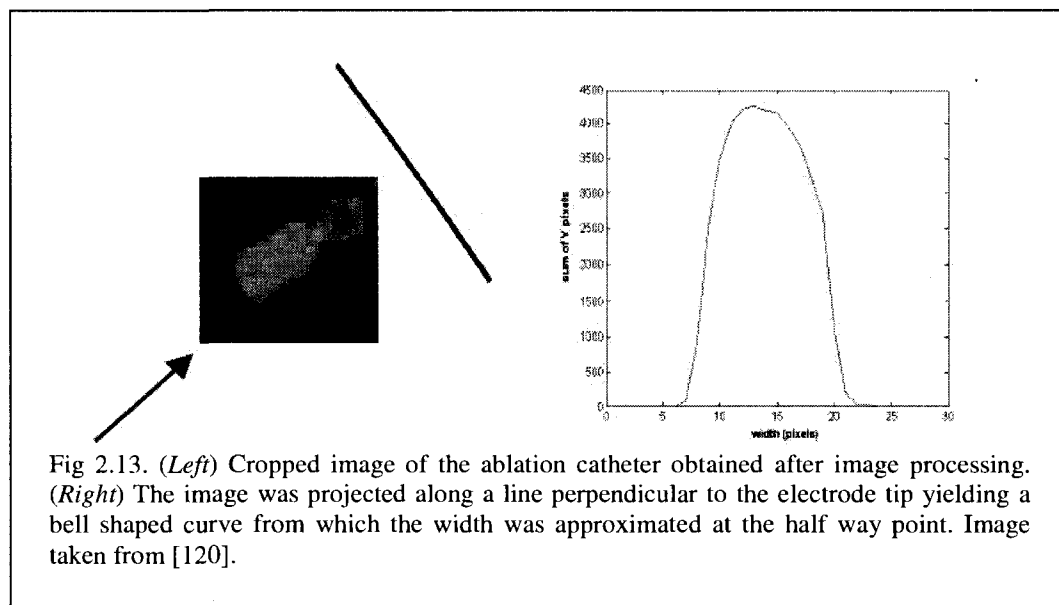 4500
4000
3500
3000
2500
2000
1500
1000
500
0
sum of Y pixels
0 5 10 15 20 25 30
width (pixels)
Fig 2.13. (Left) Cropped image of the ablation catheter obtained after image processing.
(Right) The image was projected along a line perpendicular to the electrode tip yielding a
bell shaped curve from which the width was approximated at the half way point. Image
taken from [120].